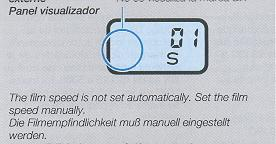 externo
Panel visualizador
01
S
The film speed is not set automatically. Set the film
speed manually.
Die Filmempfindlichkeit muß manuell eingestellt
werden.